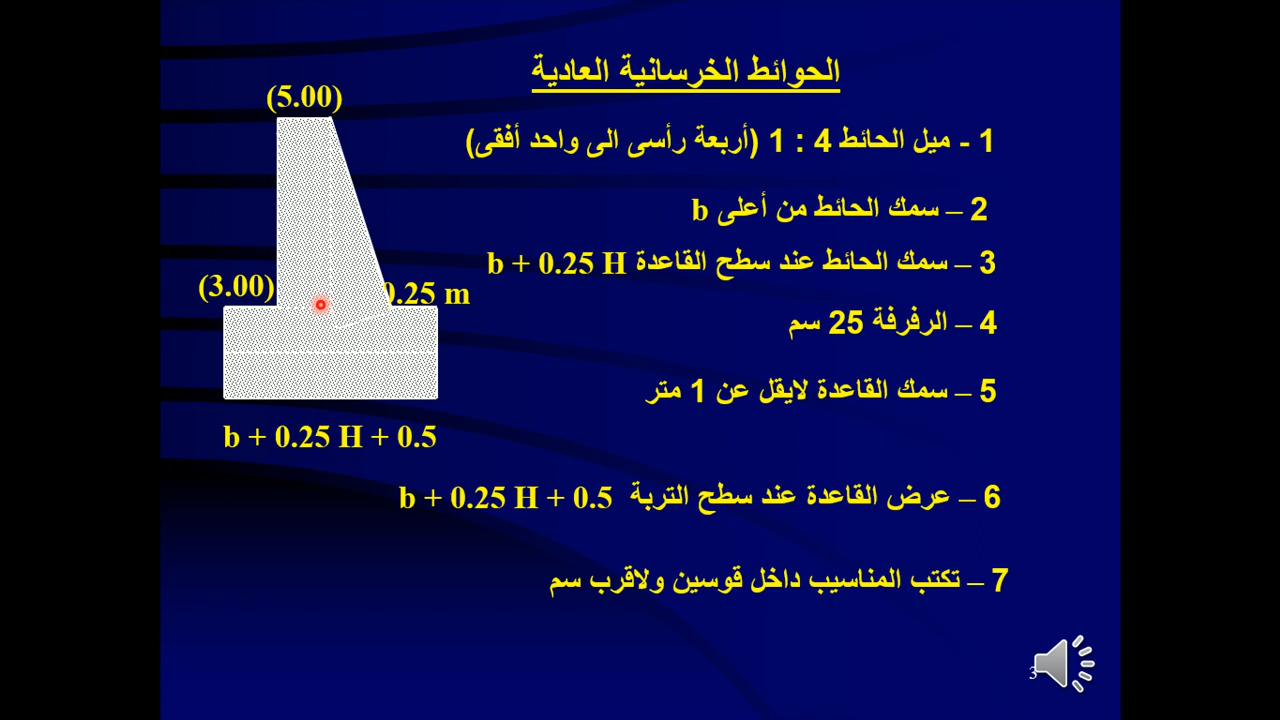 الحوائط الخرسانية العادية
(5.00)
1 - ميل الحائط 4 : 1 (أربعة رأسى الى واحد أفقى)
2 – سمك الحائط من أعلى b
3 – سمك الحائط عند سطح القاعدة b + 0.25 H
(3.00)
0.25 m
4 – الرفرفة 25 سم
5 – سمك القاعدة لايقل عن 1 متر
b + 0.25 H + 0.5
6 – عرض القاعدة عند سطح التربة b + 0.25 H + 0.5
7 – تكتب المناسيب داخل قوسين ولاقرب سم
3